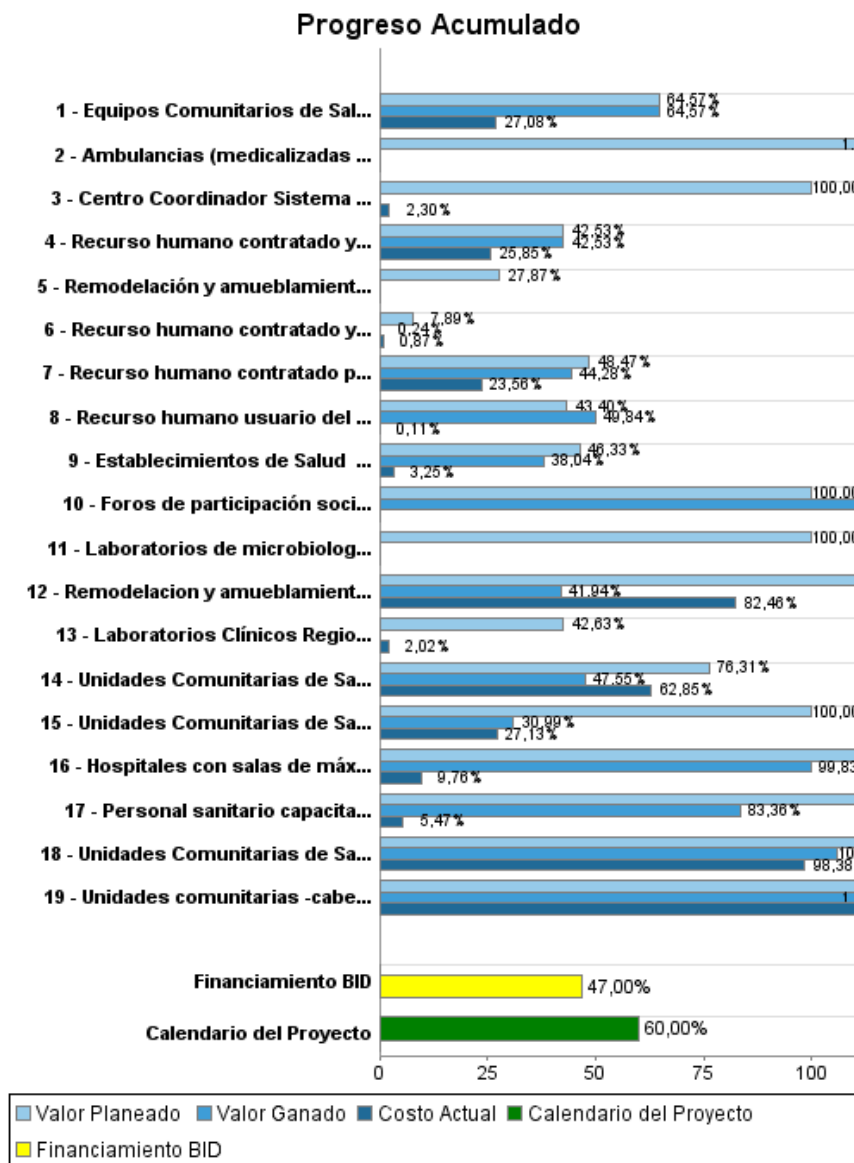 Progreso Acumulado
1 - Equipos Comunitarios de Sal...
64,57%
64,57%
27,08%
2 - Ambulancias (medicalizadas ...
1.
3 - Centro Coordinador Sistema ...
100,00
2,30%
4 - Recurso humano contratado y...
42,53%
42,53%
25,85%
5 - Remodelación y amueblamient...
27,87%
6 - Recurso humano contratado y...
7,89%
0,24%
0,87%
7 - Recurso humano contratado p...
48,47%
44,28%
23,56%
8 - Recurso humano usuario del ...
43,40%
49,84%
0,11%
9 - Establecimientos de Salud ...
46,33%
38,04%
3,25%
10 - Foros de participación soci...
100,00
11 - Laboratorios de microbiolog...
100,00
12 - Remodelacion y amueblamient...
41,94%
82,46%
13 - Laboratorios Clínicos Regio...
42,63%
2,02%
14 - Unidades Comunitarias de Sa...
76,31%
47,55%
62,85%
15 - Unidades Comunitarias de Sa...
100,00
30,99%
27,13%
16 - Hospitales con salas de máx...
99,83
9,76%
17 - Personal sanitario capacita...
83,36%
5,47%
18 - Unidades Comunitarias de Sa...
10
98,38
19 - Unidades comunitarias -cabe...
1
Financiamiento BID
47,00%
Calendario del Proyecto
60,00%
0 25 50 75 100
Valor Planeado Valor Ganado Costo Actual Calendario del Proyecto
Financiamiento BID